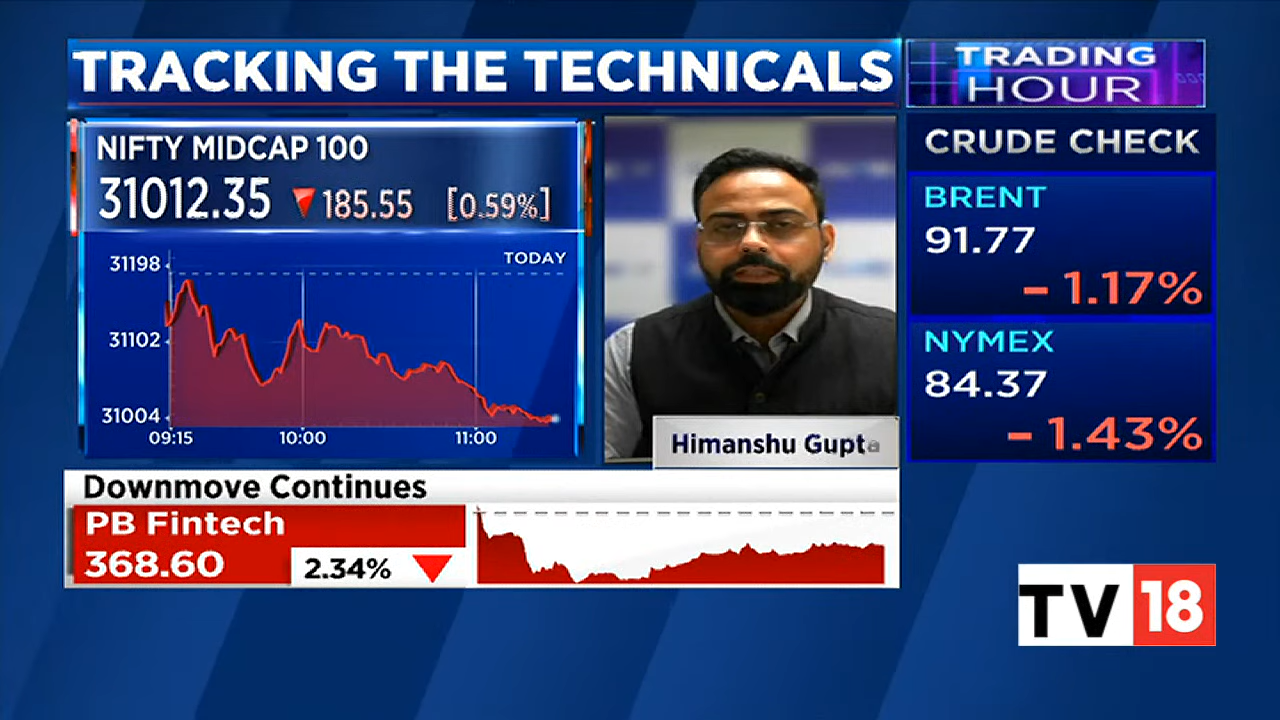 TRACKING THE TECHNICALS
TRADING
HOUR
NIFTY MIDCAP 100
31012.35 ▼ 185.55 [0.59%]
TODAY
31198
31102
31004
09:15 10:00 11:00
Himanshu Gupta
CRUDE CHECK
BRENT
91.77
- 1.17%
NYMEX
84.37
- 1.43%
Downmove Continues
PB Fintech
368.60 2.34% ▼
TV 18